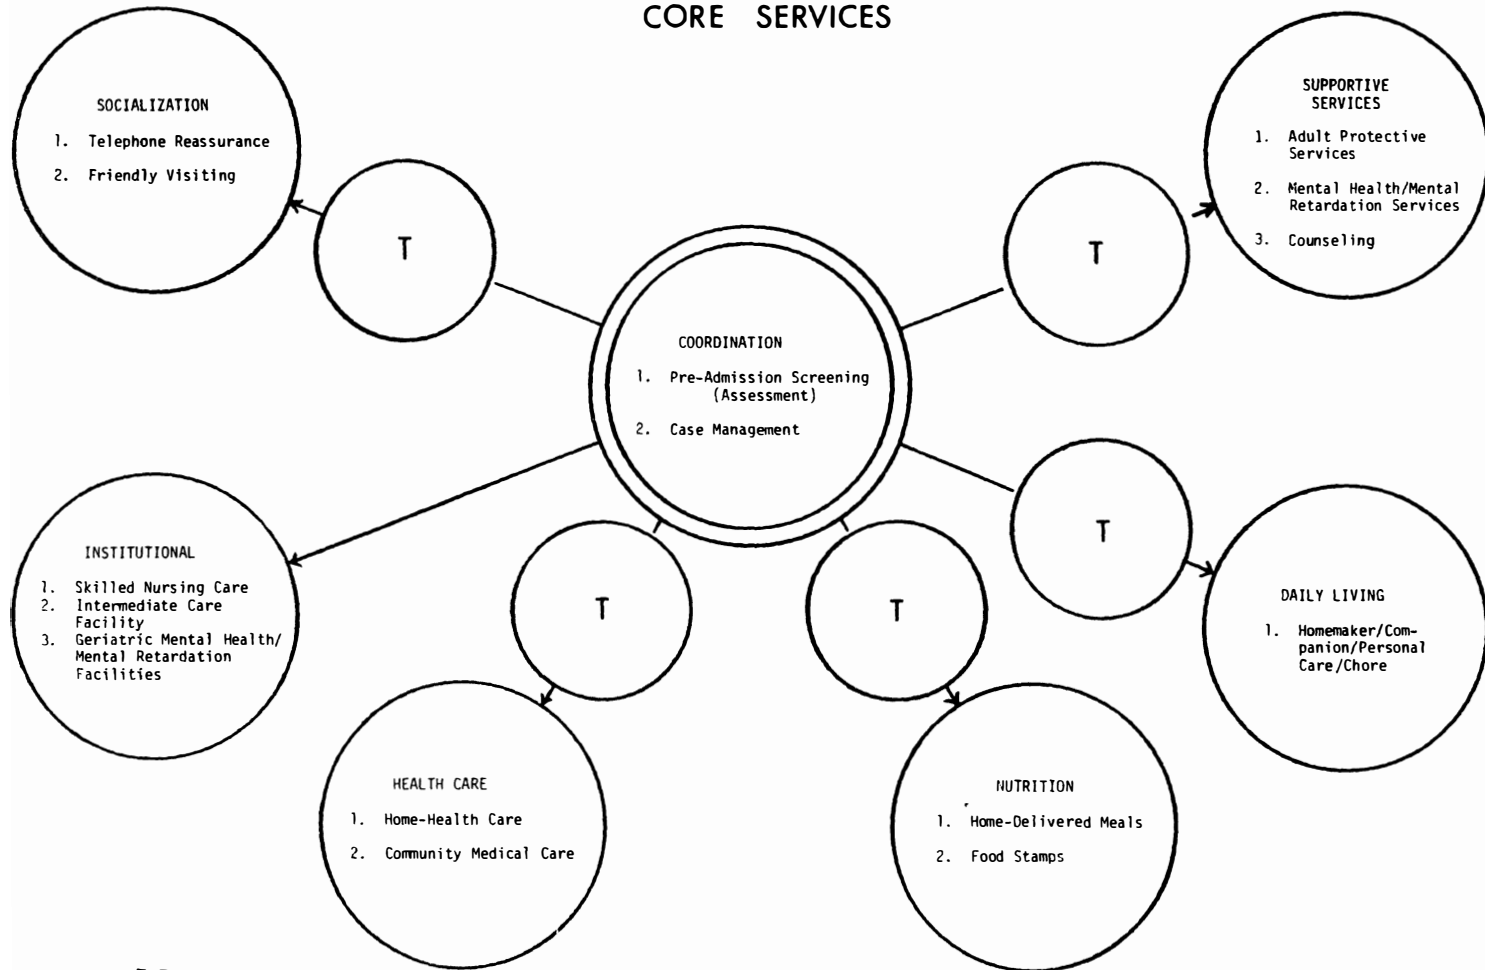 CORE SERVICES
SOCIALIZATION
1. Telephone Reassurance
2. Friendly Visiting
T
SUPPORTIVE
SERVICES
1. Adult Protective
Services
2. Mental Health/Mental
Retardation Services
3. Counseling
T
COORDINATION
1. Pre-Admission Screening
(Assessment)
2. Case Management
INSTITUTIONAL
1. Skilled Nursing Care
2. Intermediate Care
Facility
3. Geriatric Mental Health/
Mental Retardation
Facilities
T
T
T
DAILY LIVING
1. Homemaker/Com-
panion/Personal
Care/Chore
HEALTH CARE
1. Home-Health Care
2. Community Medical Care
NUTRITION
1. Home-Delivered Meals
2. Food Stamps